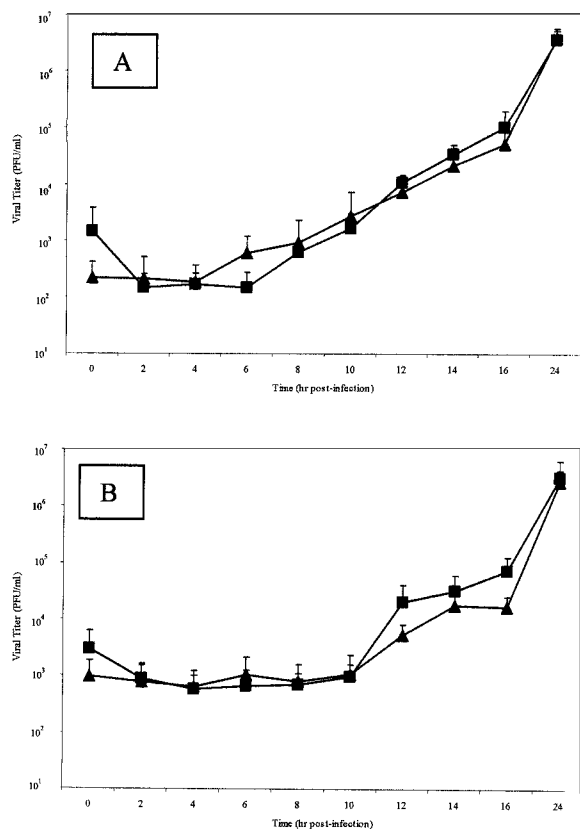 A
Viral Titer (PFU/ml)
10⁷
10⁶
10⁵
10⁴
10³
10²
10¹
0 2 4 6 8 10 12 14 16 24
Time (hr post-infection)
B
Viral Titer (PFU/ml)
10⁷
10⁶
10⁵
10⁴
10³
10²
10¹
0 2 4 6 8 10 12 14 16 24
Time (hr post-infection)